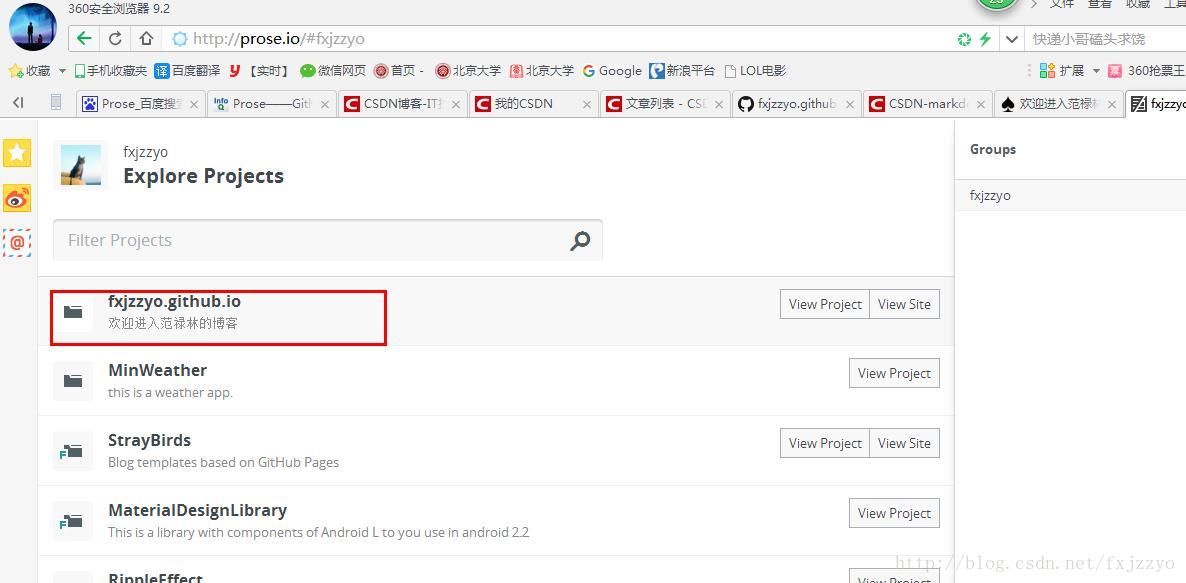 360安全浏览器 9.2
文件 查看 收藏 工具
http://prose.io/#fxjzzyo
快递小哥磕头求饶
收藏 手机收藏夹 百度翻译 【实时】 微信网页 首页 - 北京大学 北京大学 Google 新浪平台 LOL电影 扩展 360抢票王
Prose_百度搜 Prose——Gith CSDN博客-IT技 我的CSDN 文章列表 - CSD fxjzzyo.github. CSDN-markdo 欢迎进入范禄林 fxjzzyo
fxjzzyo
Explore Projects
Groups
fxjzzyo
Filter Projects
fxjzzyo.github.io
欢迎进入范禄林的博客
View Project View Site
MinWeather
this is a weather app.
View Project
StrayBirds
Blog templates based on GitHub Pages
View Project View Site
MaterialDesignLibrary
This is a library with components of Android L to you use in android 2.2
View Project
RippleEffect
View Project
http://blog.csdn.net/fxjzzyo